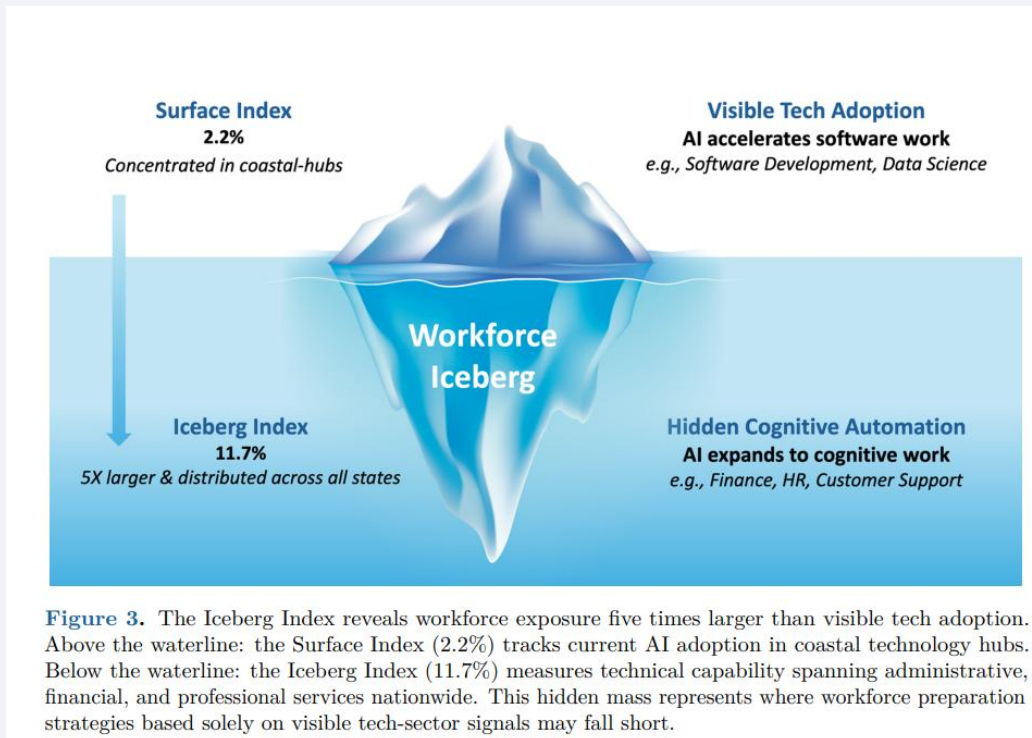 Surface Index
2.2%
Concentrated in coastal-hubs
Visible Tech Adoption
AI accelerates software work
e.g., Software Development, Data Science
Workforce
Iceberg
Iceberg Index
11.7%
5X larger & distributed across all states
Hidden Cognitive Automation
AI expands to cognitive work
e.g., Finance, HR, Customer Support
Figure 3. The Iceberg Index reveals workforce exposure five times larger than visible tech adoption.
Above the waterline: the Surface Index (2.2%) tracks current AI adoption in coastal technology hubs.
Below the waterline: the Iceberg Index (11.7%) measures technical capability spanning administrative,
financial, and professional services nationwide. This hidden mass represents where workforce preparation
strategies based solely on visible tech-sector signals may fall short.